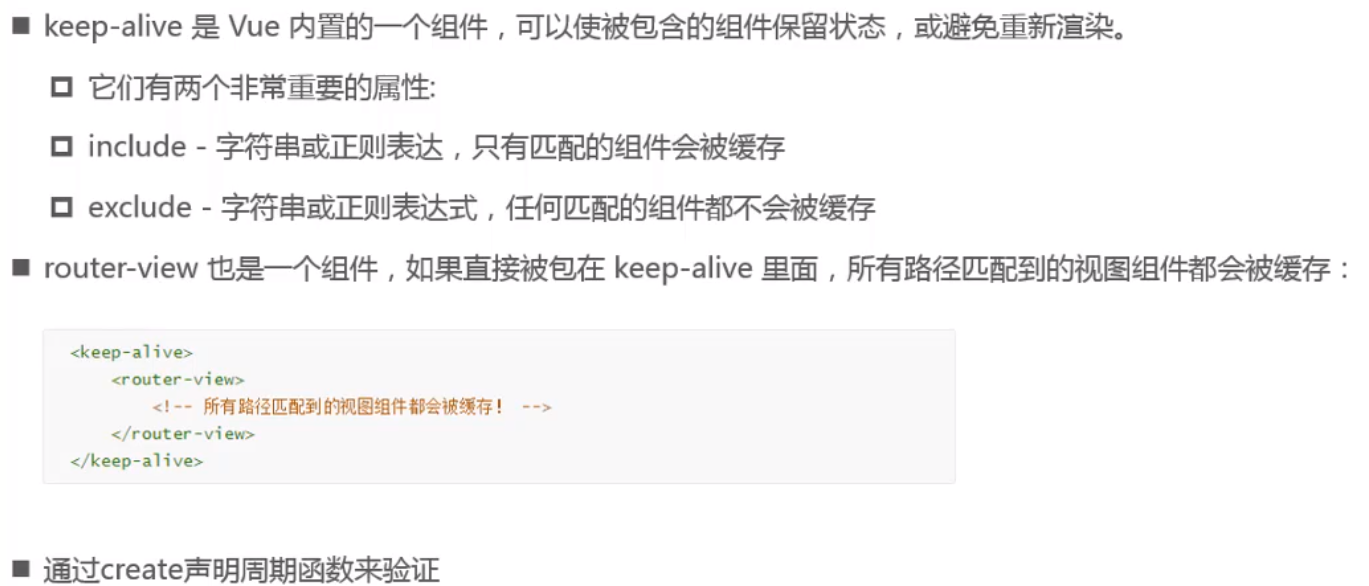 keep-alive 是 Vue 内置的一个组件，可以使被包含的组件保留状态，或避免重新渲染。
它们有两个非常重要的属性:
include - 字符串或正则表达，只有匹配的组件会被缓存
exclude - 字符串或正则表达式，任何匹配的组件都不会被缓存
router-view 也是一个组件，如果直接被包在 keep-alive 里面，所有路径匹配到的视图组件都会被缓存：
<keep-alive>
<router-view>
<!-- 所有路径匹配到的视图组件都会被缓存！ -->
</router-view>
</keep-alive>
通过create声明周期函数来验证